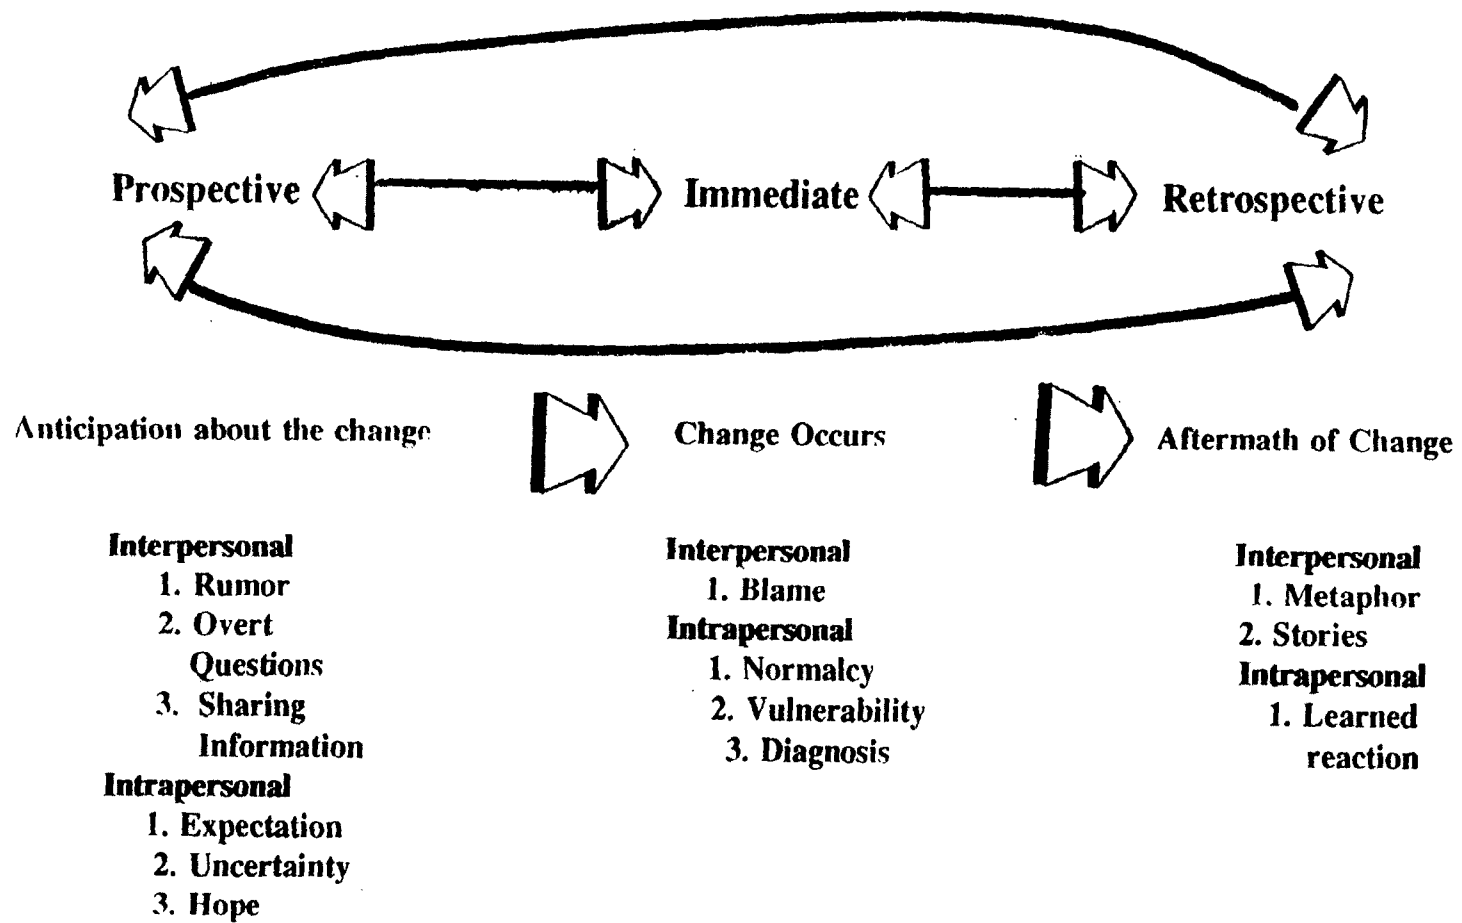 Prospective
Immediate
Retrospective
Anticipation about the change
Change Occurs
Aftermath of Change
Interpersonal
1. Rumor
2. Overt
Questions
3. Sharing
Information
Intrapersonal
1. Expectation
2. Uncertainty
3. Hope
Interpersonal
1. Blame
Intrapersonal
1. Normalcy
2. Vulnerability
3. Diagnosis
Interpersonal
1. Metaphor
2. Stories
Intrapersonal
1. Learned
reaction